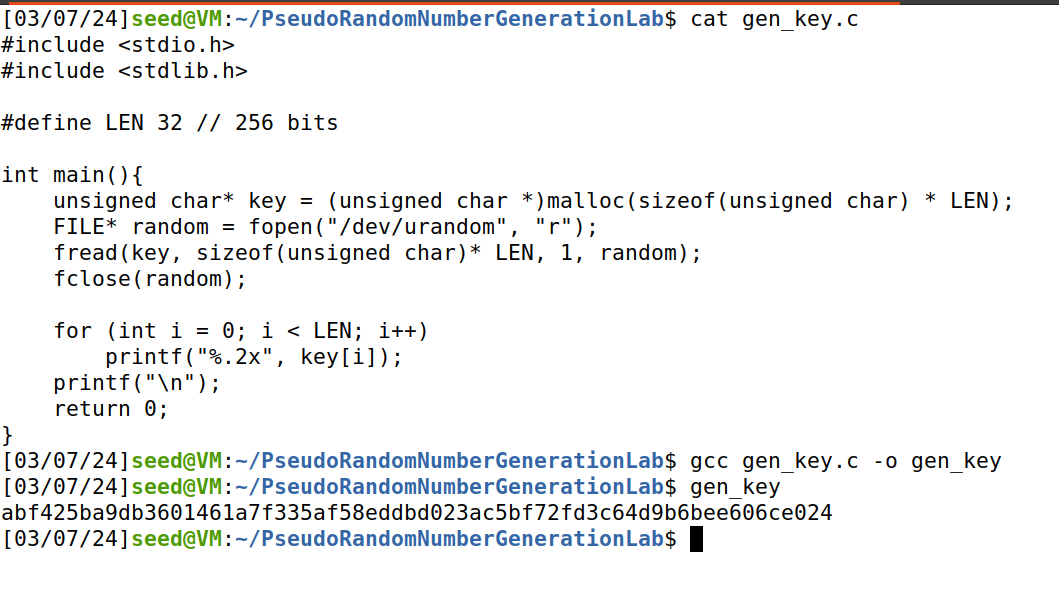 [03/07/24]seed@VM:~/PseudoRandomNumberGenerationLab$ cat gen_key.c
#include <stdio.h>
#include <stdlib.h>

#define LEN 32 // 256 bits

int main(){
    unsigned char* key = (unsigned char *)malloc(sizeof(unsigned char) * LEN);
    FILE* random = fopen("/dev/urandom", "r");
    fread(key, sizeof(unsigned char)* LEN, 1, random);
    fclose(random);

    for (int i = 0; i < LEN; i++)
        printf("%.2x", key[i]);
    printf("\n");
    return 0;
}
[03/07/24]seed@VM:~/PseudoRandomNumberGenerationLab$ gcc gen_key.c -o gen_key
[03/07/24]seed@VM:~/PseudoRandomNumberGenerationLab$ gen_key
abf425ba9db3601461a7f335af58eddbd023ac5bf72fd3c64d9b6bee606ce024
[03/07/24]seed@VM:~/PseudoRandomNumberGenerationLab$